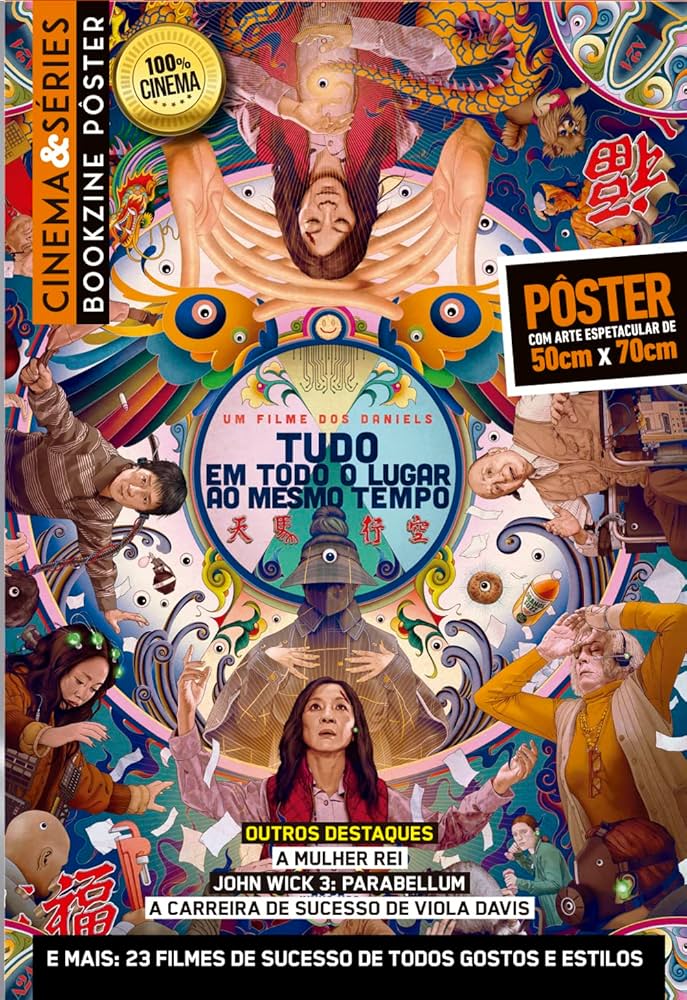 CINEMA&SÉRIES
BOOKZINE PÔSTER
100%
CINEMA
福
PÔSTER
COM ARTE ESPETACULAR DE
50cm x 70cm
UM FILME DOS DANIELS
TUDO
EM TODO O LUGAR
AO MESMO TEMPO
天馬行空
OUTROS DESTAQUES
A MULHER REI
JOHN WICK 3: PARABELLUM
A CARREIRA DE SUCESSO DE VIOLA DAVIS
福
E MAIS: 23 FILMES DE SUCESSO DE TODOS GOSTOS E ESTILOS